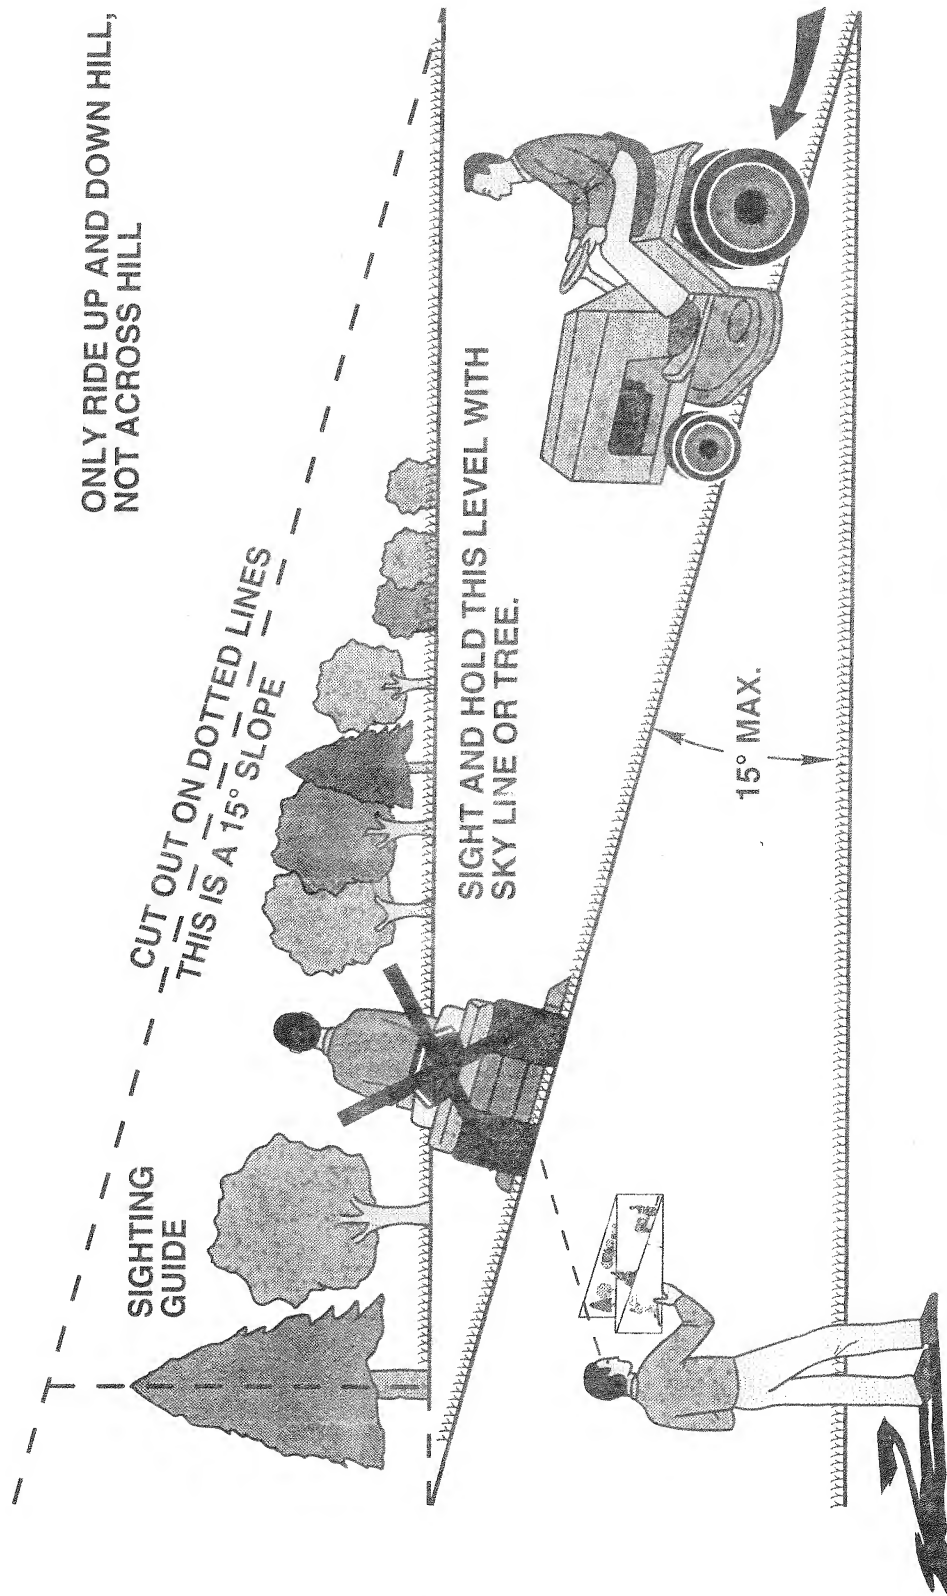 ONLY RIDE UP AND DOWN HILL,
NOT ACROSS HILL
CUT OUT ON DOTTED LINES
THIS IS A 15° SLOPE
SIGHTING
GUIDE
SIGHT AND HOLD THIS LEVEL WITH
SKY LINE OR TREE.
15° MAX.